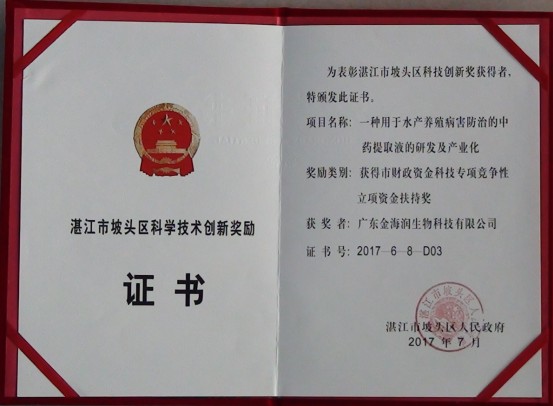 湛江市坡头区科学技术创新奖励
证书
为表彰湛江市坡头区科技创新奖获得者，
特颁发此证书。
项目名称：一种用于水产养殖病害防治的中
药提取液的研发及产业化
奖励类别：获得市财政资金科技专项竞争性
立项资金扶持奖
获奖者：广东金海润生物科技有限公司
证书号：2017-6-8-D03
湛江市坡头区人民政府
2017年7月